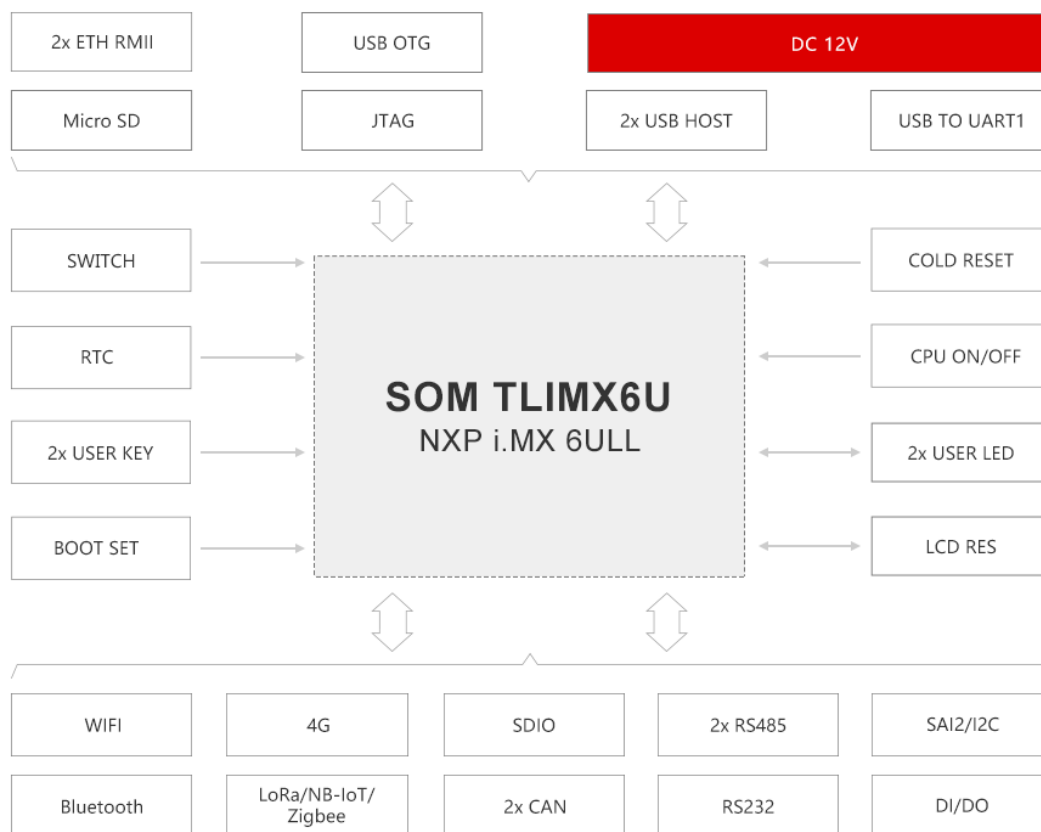 2x ETH RMII
USB OTG
DC 12V
Micro SD
JTAG
2x USB HOST
USB TO UART1
SWITCH
COLD RESET
RTC
CPU ON/OFF
SOM TLIMX6U
NXP i.MX 6ULL
2x USER KEY
2x USER LED
BOOT SET
LCD RES
WIFI
4G
SDIO
2x RS485
SAI2/I2C
Bluetooth
LoRa/NB-IoT/
Zigbee
2x CAN
RS232
DI/DO